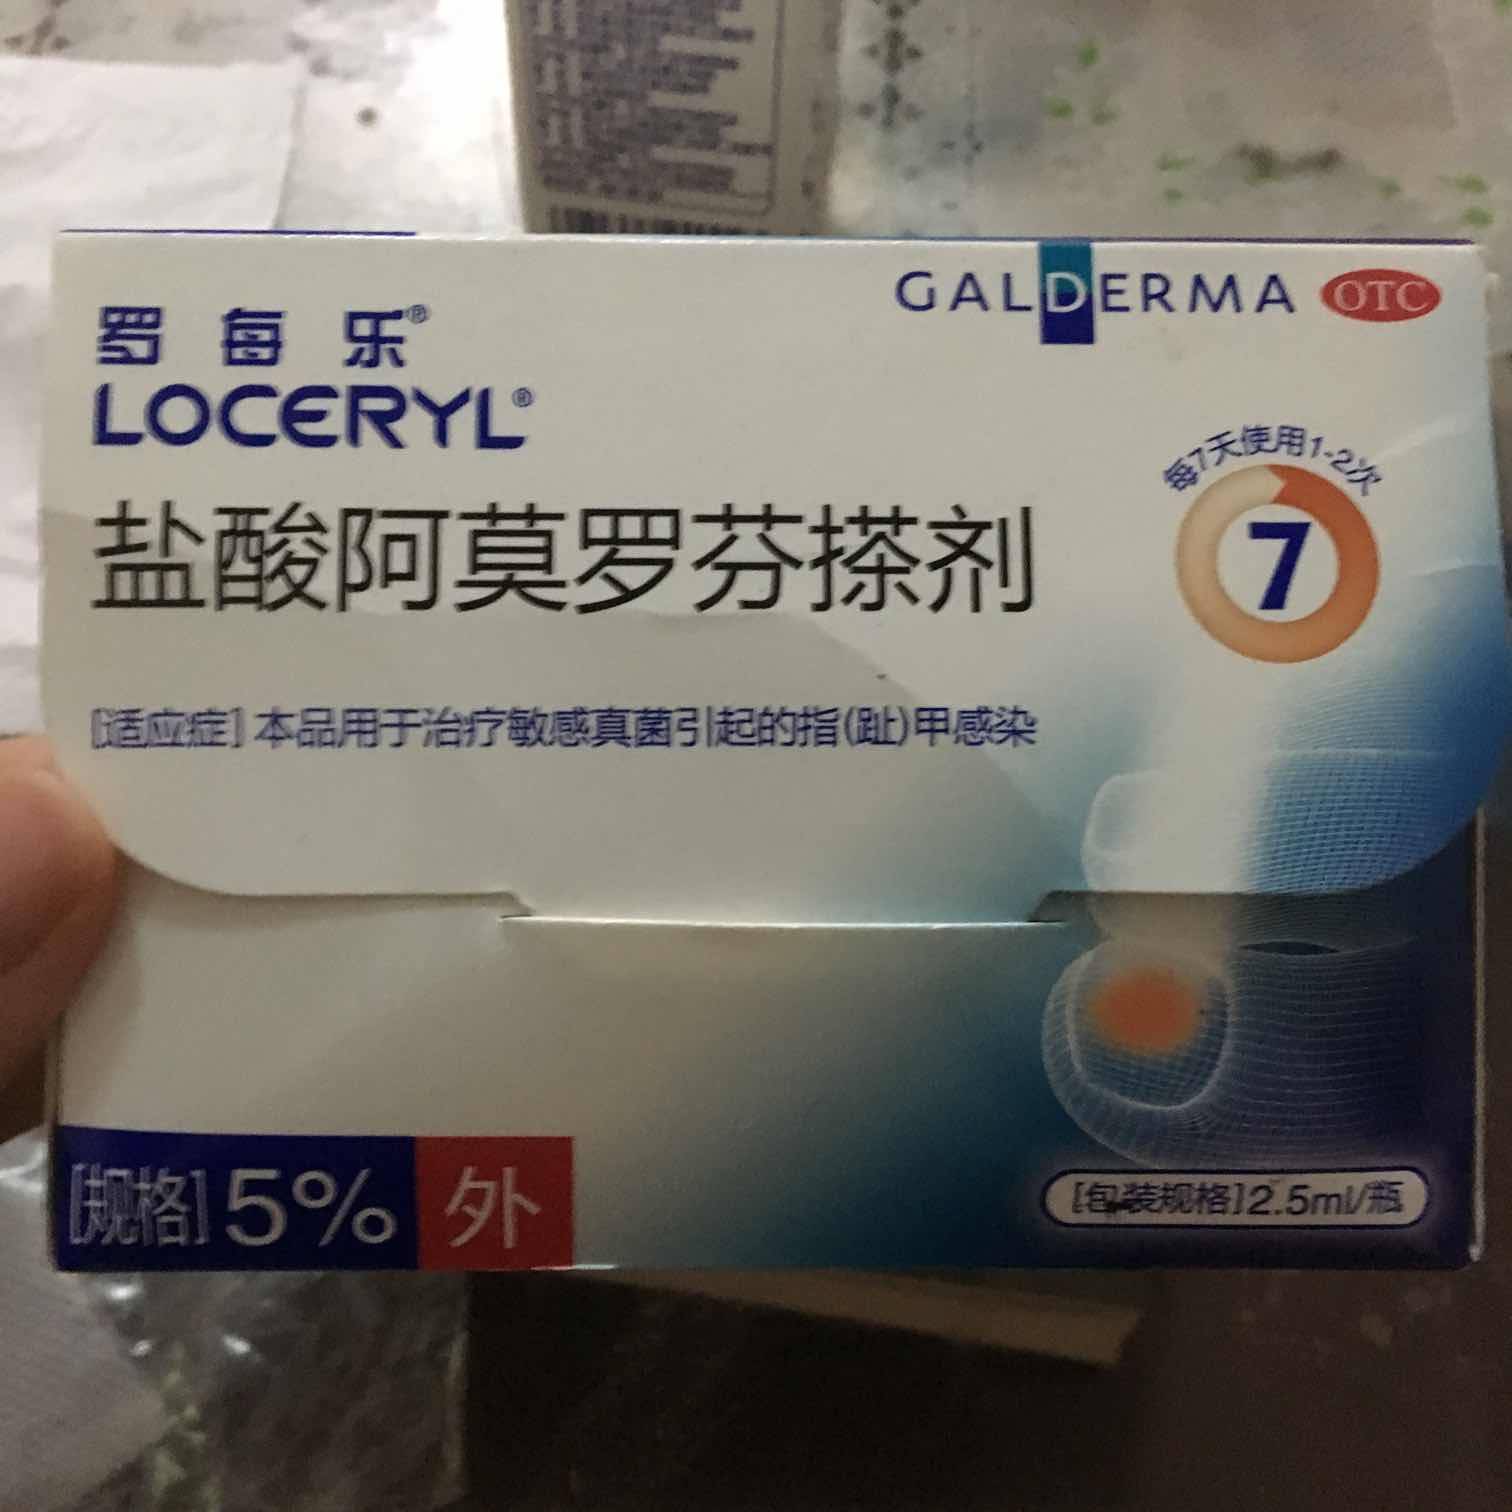 罗每乐®
GALDERMA OTC
LOCERYL®
盐酸阿莫罗芬搽剂
每7天使用1-2次
7
[适应症] 本品用于治疗敏感真菌引起的指(趾)甲感染
[规格] 5% 外
[包装规格]2.5ml/瓶